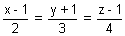 x - 1 / 2 = y + 1 / 3 = z - 1 / 4